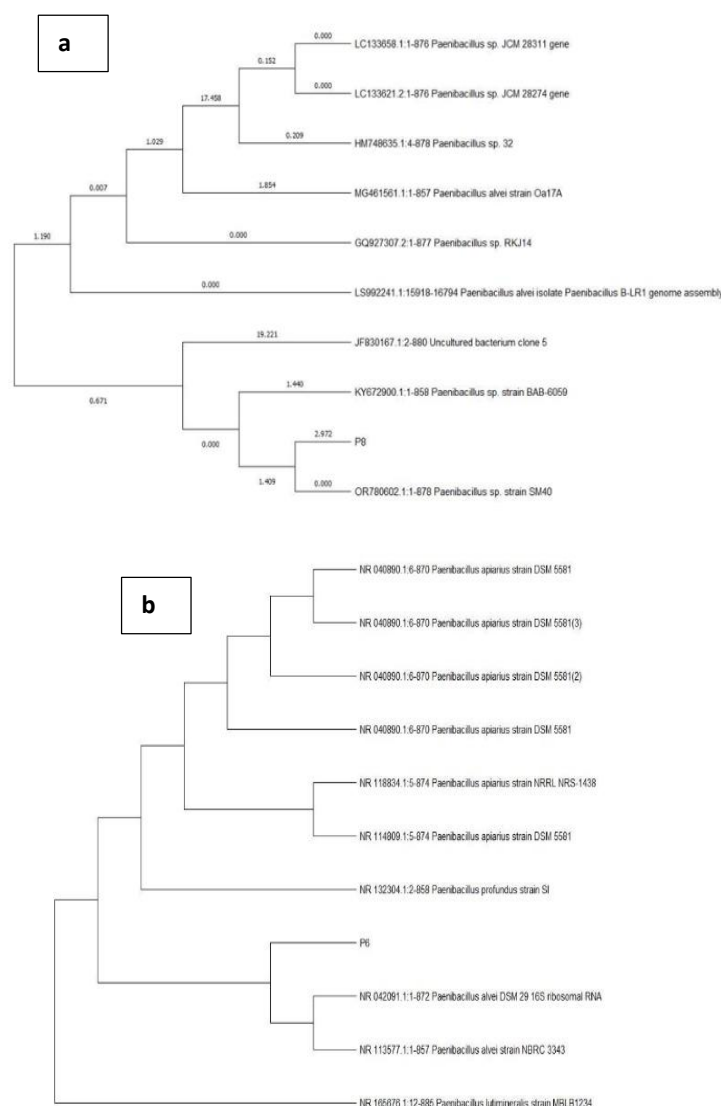 a
0.000
LC133658.1:1-876 Paenibacillus sp. JCM 28311 gene
0.152
0.000
LC133621.2:1-876 Paenibacillus sp. JCM 28274 gene
17.458
0.209
HM748635.1:4-878 Paenibacillus sp. 32
1.029
1.854
MG461561.1:1-857 Paenibacillus alvei strain Oa17A
0.007
0.000
GQ927307.2:1-877 Paenibacillus sp. RKJ14
1.190
0.000
LS992241.1:15918-16794 Paenibacillus alvei isolate Paenibacillus B-LR1 genome assembly
19.221
JF830167.1:2-880 Uncultured bacterium clone 5
0.671
1.440
KY672900.1:1-858 Paenibacillus sp. strain BAB-6059
0.000
2.972
P8
1.409
0.000
OR780602.1:1-878 Paenibacillus sp. strain SM40
b
NR 040890.1:6-870 Paenibacillus apiarius strain DSM 5581
NR 040890.1:6-870 Paenibacillus apiarius strain DSM 5581(3)
NR 040890.1:6-870 Paenibacillus apiarius strain DSM 5581(2)
NR 040890.1:6-870 Paenibacillus apiarius strain DSM 5581
NR 118834.1:5-874 Paenibacillus apiarius strain NRRL NRS-1438
NR 114809.1:5-874 Paenibacillus apiarius strain DSM 5581
NR 132304.1:2-858 Paenibacillus profundus strain SI
P6
NR 042091.1:1-872 Paenibacillus alvei DSM 29 16S ribosomal RNA
NR 113577.1:1-857 Paenibacillus alvei strain NBRC 3343
NR 165676.1:12-885 Paenibacillus lutimineralis strain MBLB1234